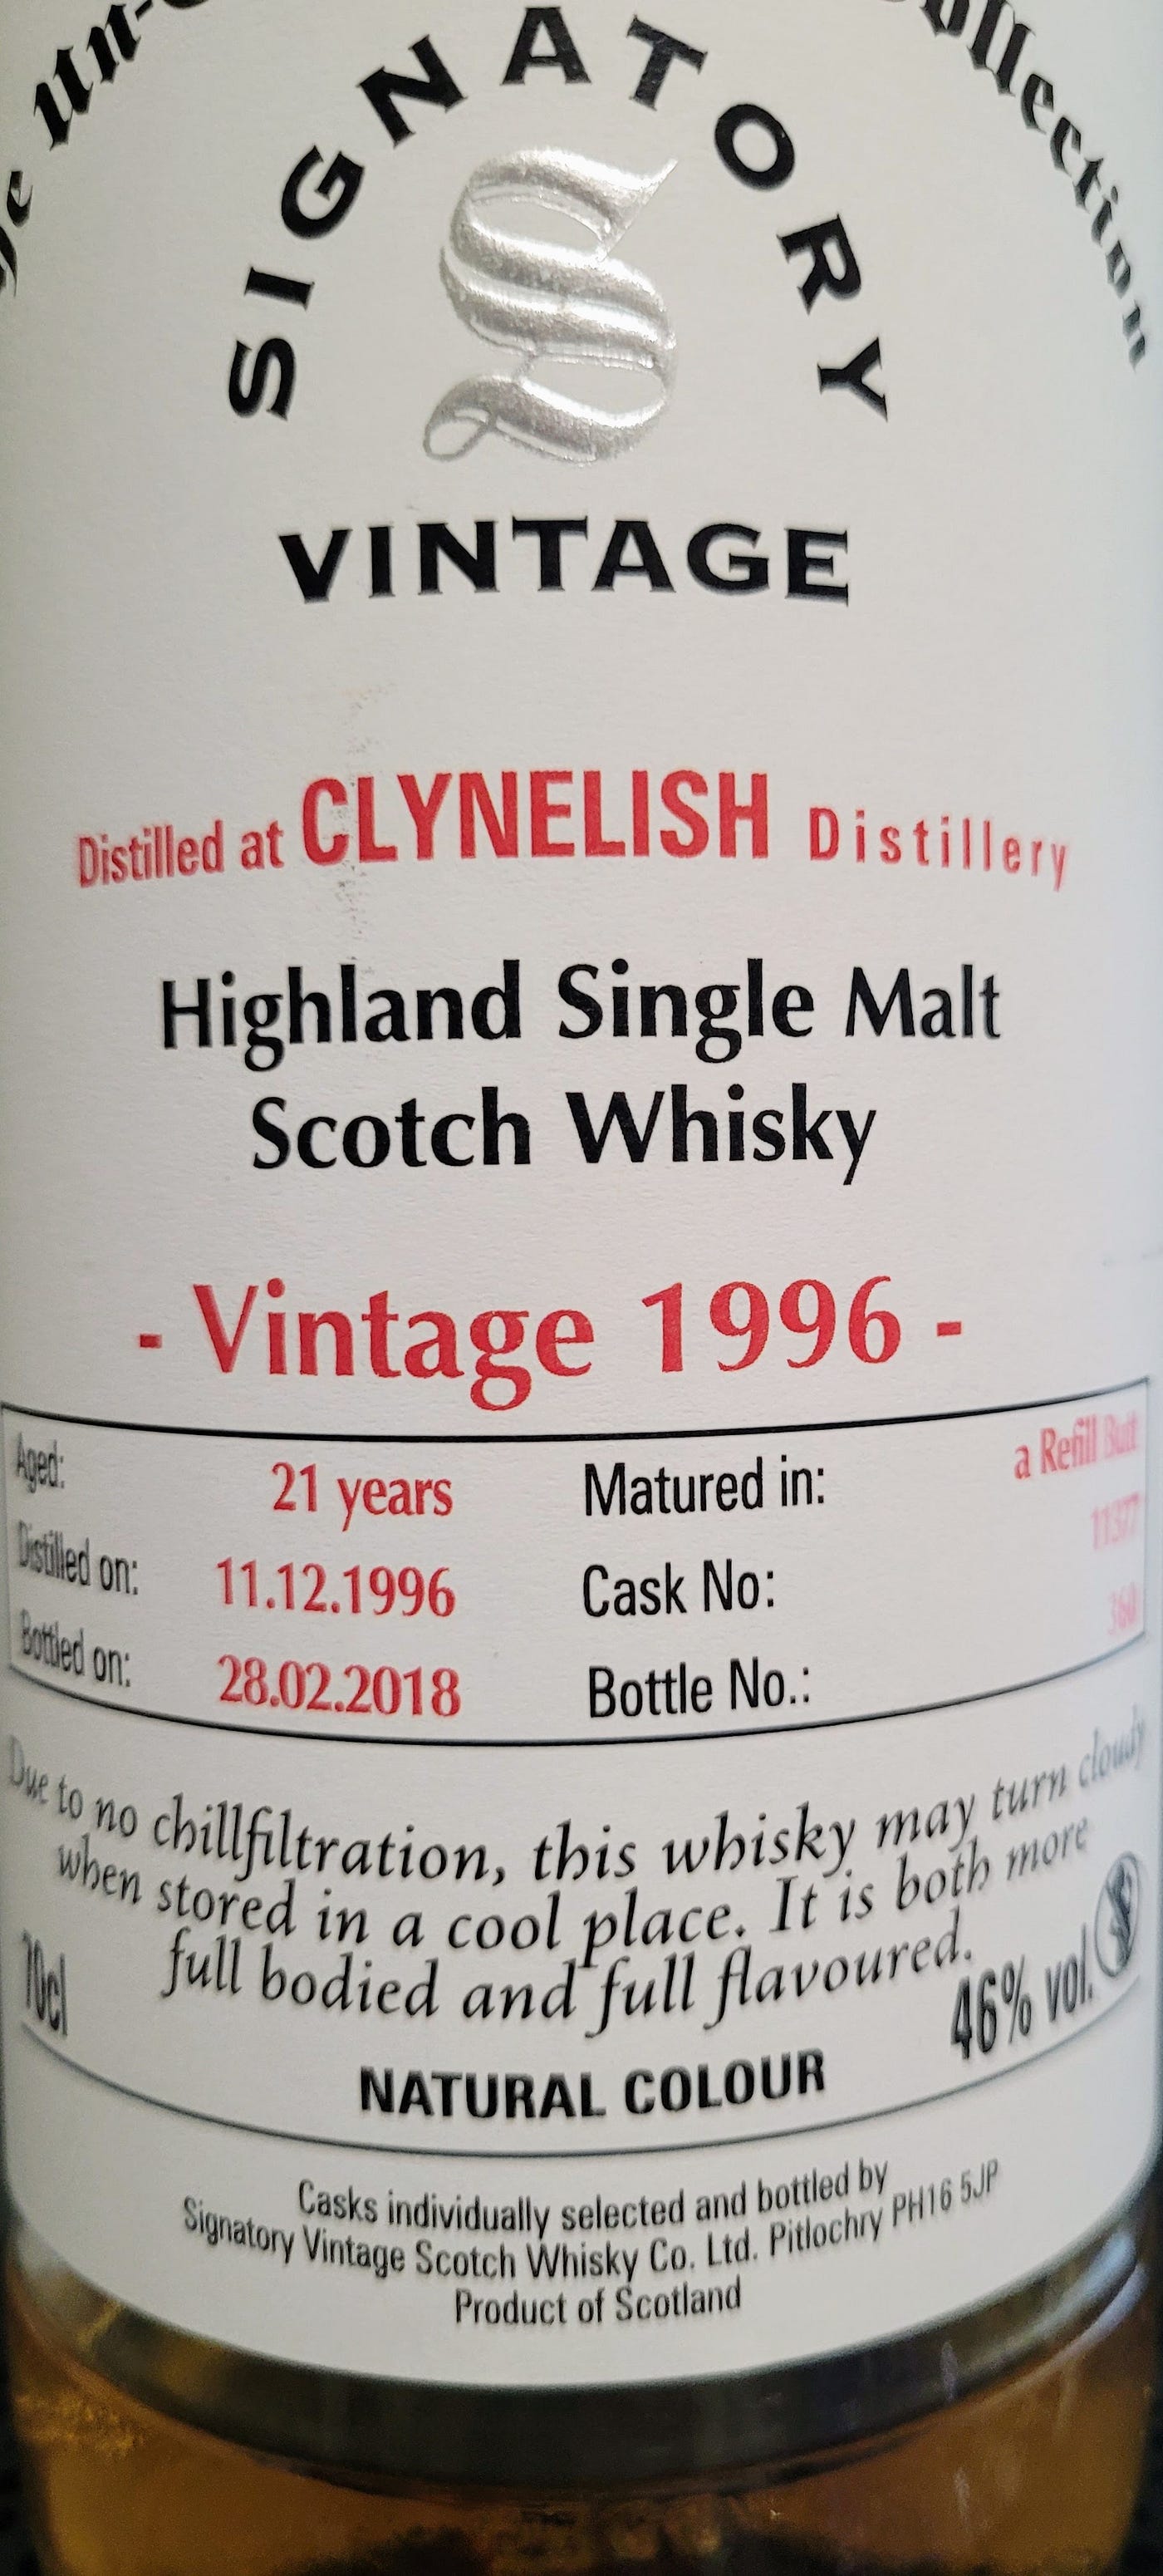 un-
Collection
SIGNATORY
S
VINTAGE
Distilled at CLYNELISH Distillery
Highland Single Malt
Scotch Whisky
- Vintage 1996 -
Aged: 21 years Matured in: a Refill Butt
Distilled on: 11.12.1996 Cask No: 11377
Bottled on: 28.02.2018 Bottle No.:
Due to no chillfiltration, this whisky may turn cloudy
when stored in a cool place. It is both more
full bodied and full flavoured.
70cl 46% vol.
NATURAL COLOUR
Casks individually selected and bottled by
Signatory Vintage Scotch Whisky Co. Ltd. Pitlochry PH16 5JP
Product of Scotland